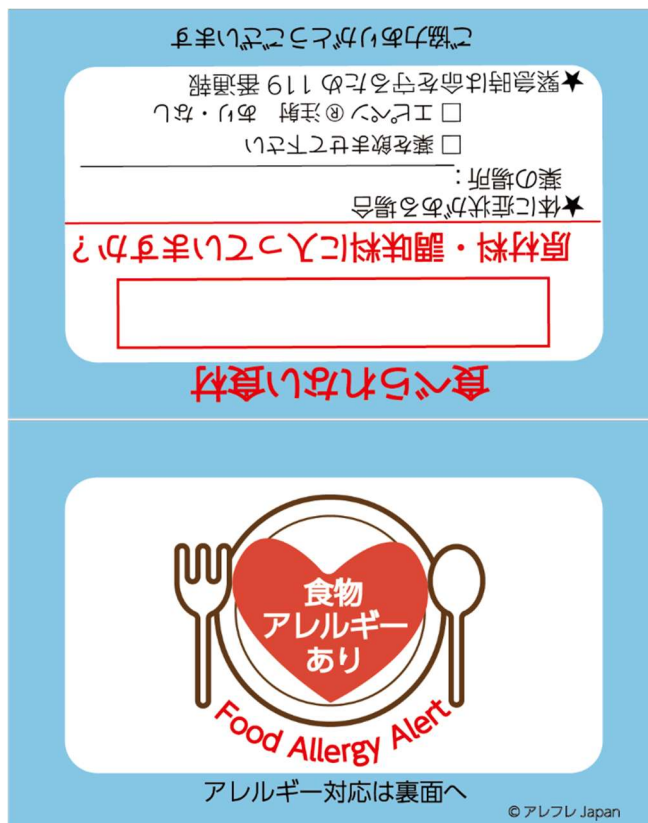 食べられない食材
原材料・調味料に入っていますか？
★体に症状がある場合
薬の場所：
□ 薬を飲ませて下さい
□ エピペン®注射 あり・なし
★緊急時は命を守るため 119 番通報
ご協力ありがとうございます
食物
アレルギー
あり
Food Allergy Alert
アレルギー対応は裏面へ
© アレフレ Japan